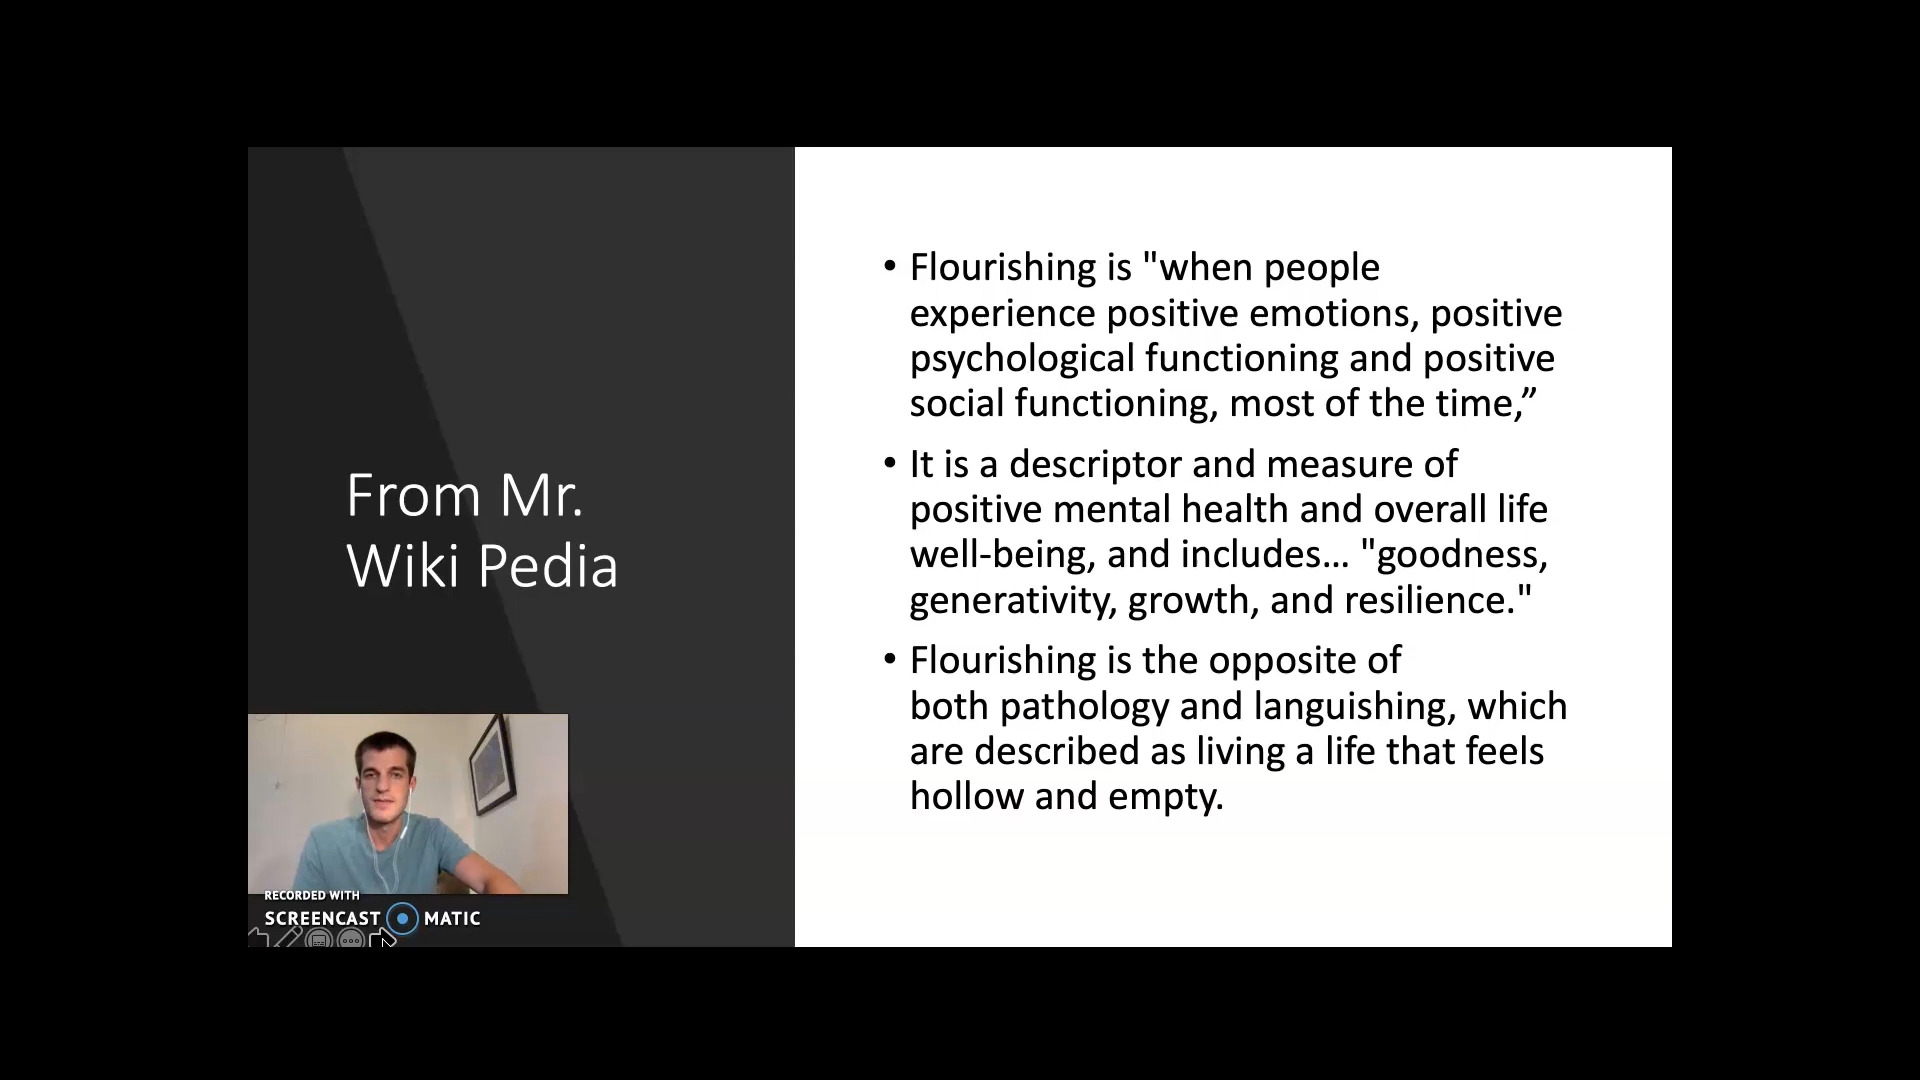 From Mr.
Wiki Pedia
• Flourishing is "when people
experience positive emotions, positive
psychological functioning and positive
social functioning, most of the time,”
• It is a descriptor and measure of
positive mental health and overall life
well-being, and includes… "goodness,
generativity, growth, and resilience."
• Flourishing is the opposite of
both pathology and languishing, which
are described as living a life that feels
hollow and empty.
RECORDED WITH
SCREENCAST MATIC